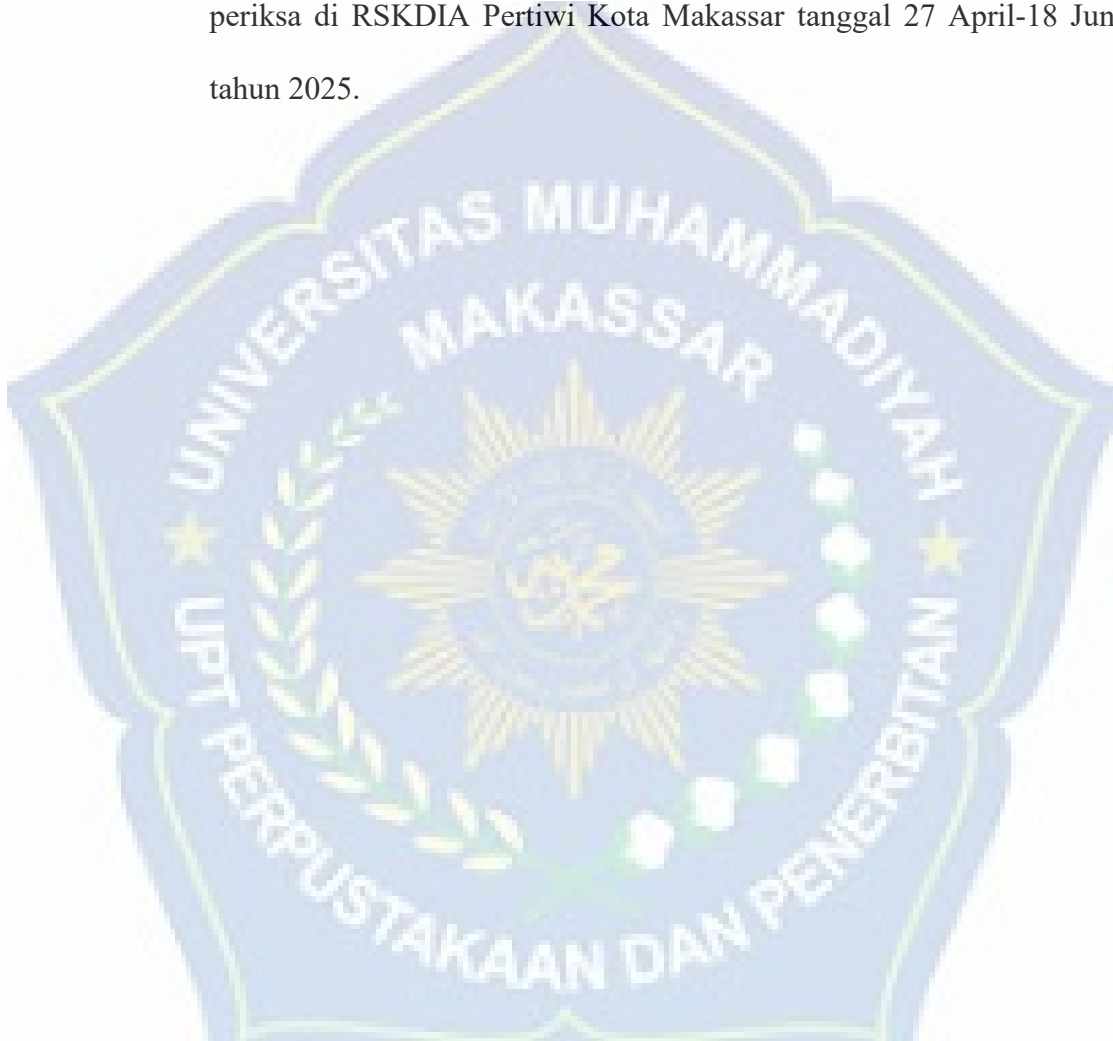 periksa di RSKDIA Pertiwi Kota Makassar tanggal 27 April-18 Jun
tahun 2025.
UNIVERSITAS MUHAMMADIYAH
MAKASSAR
UPT PERPUSTAKAAN DAN PENERBITAN